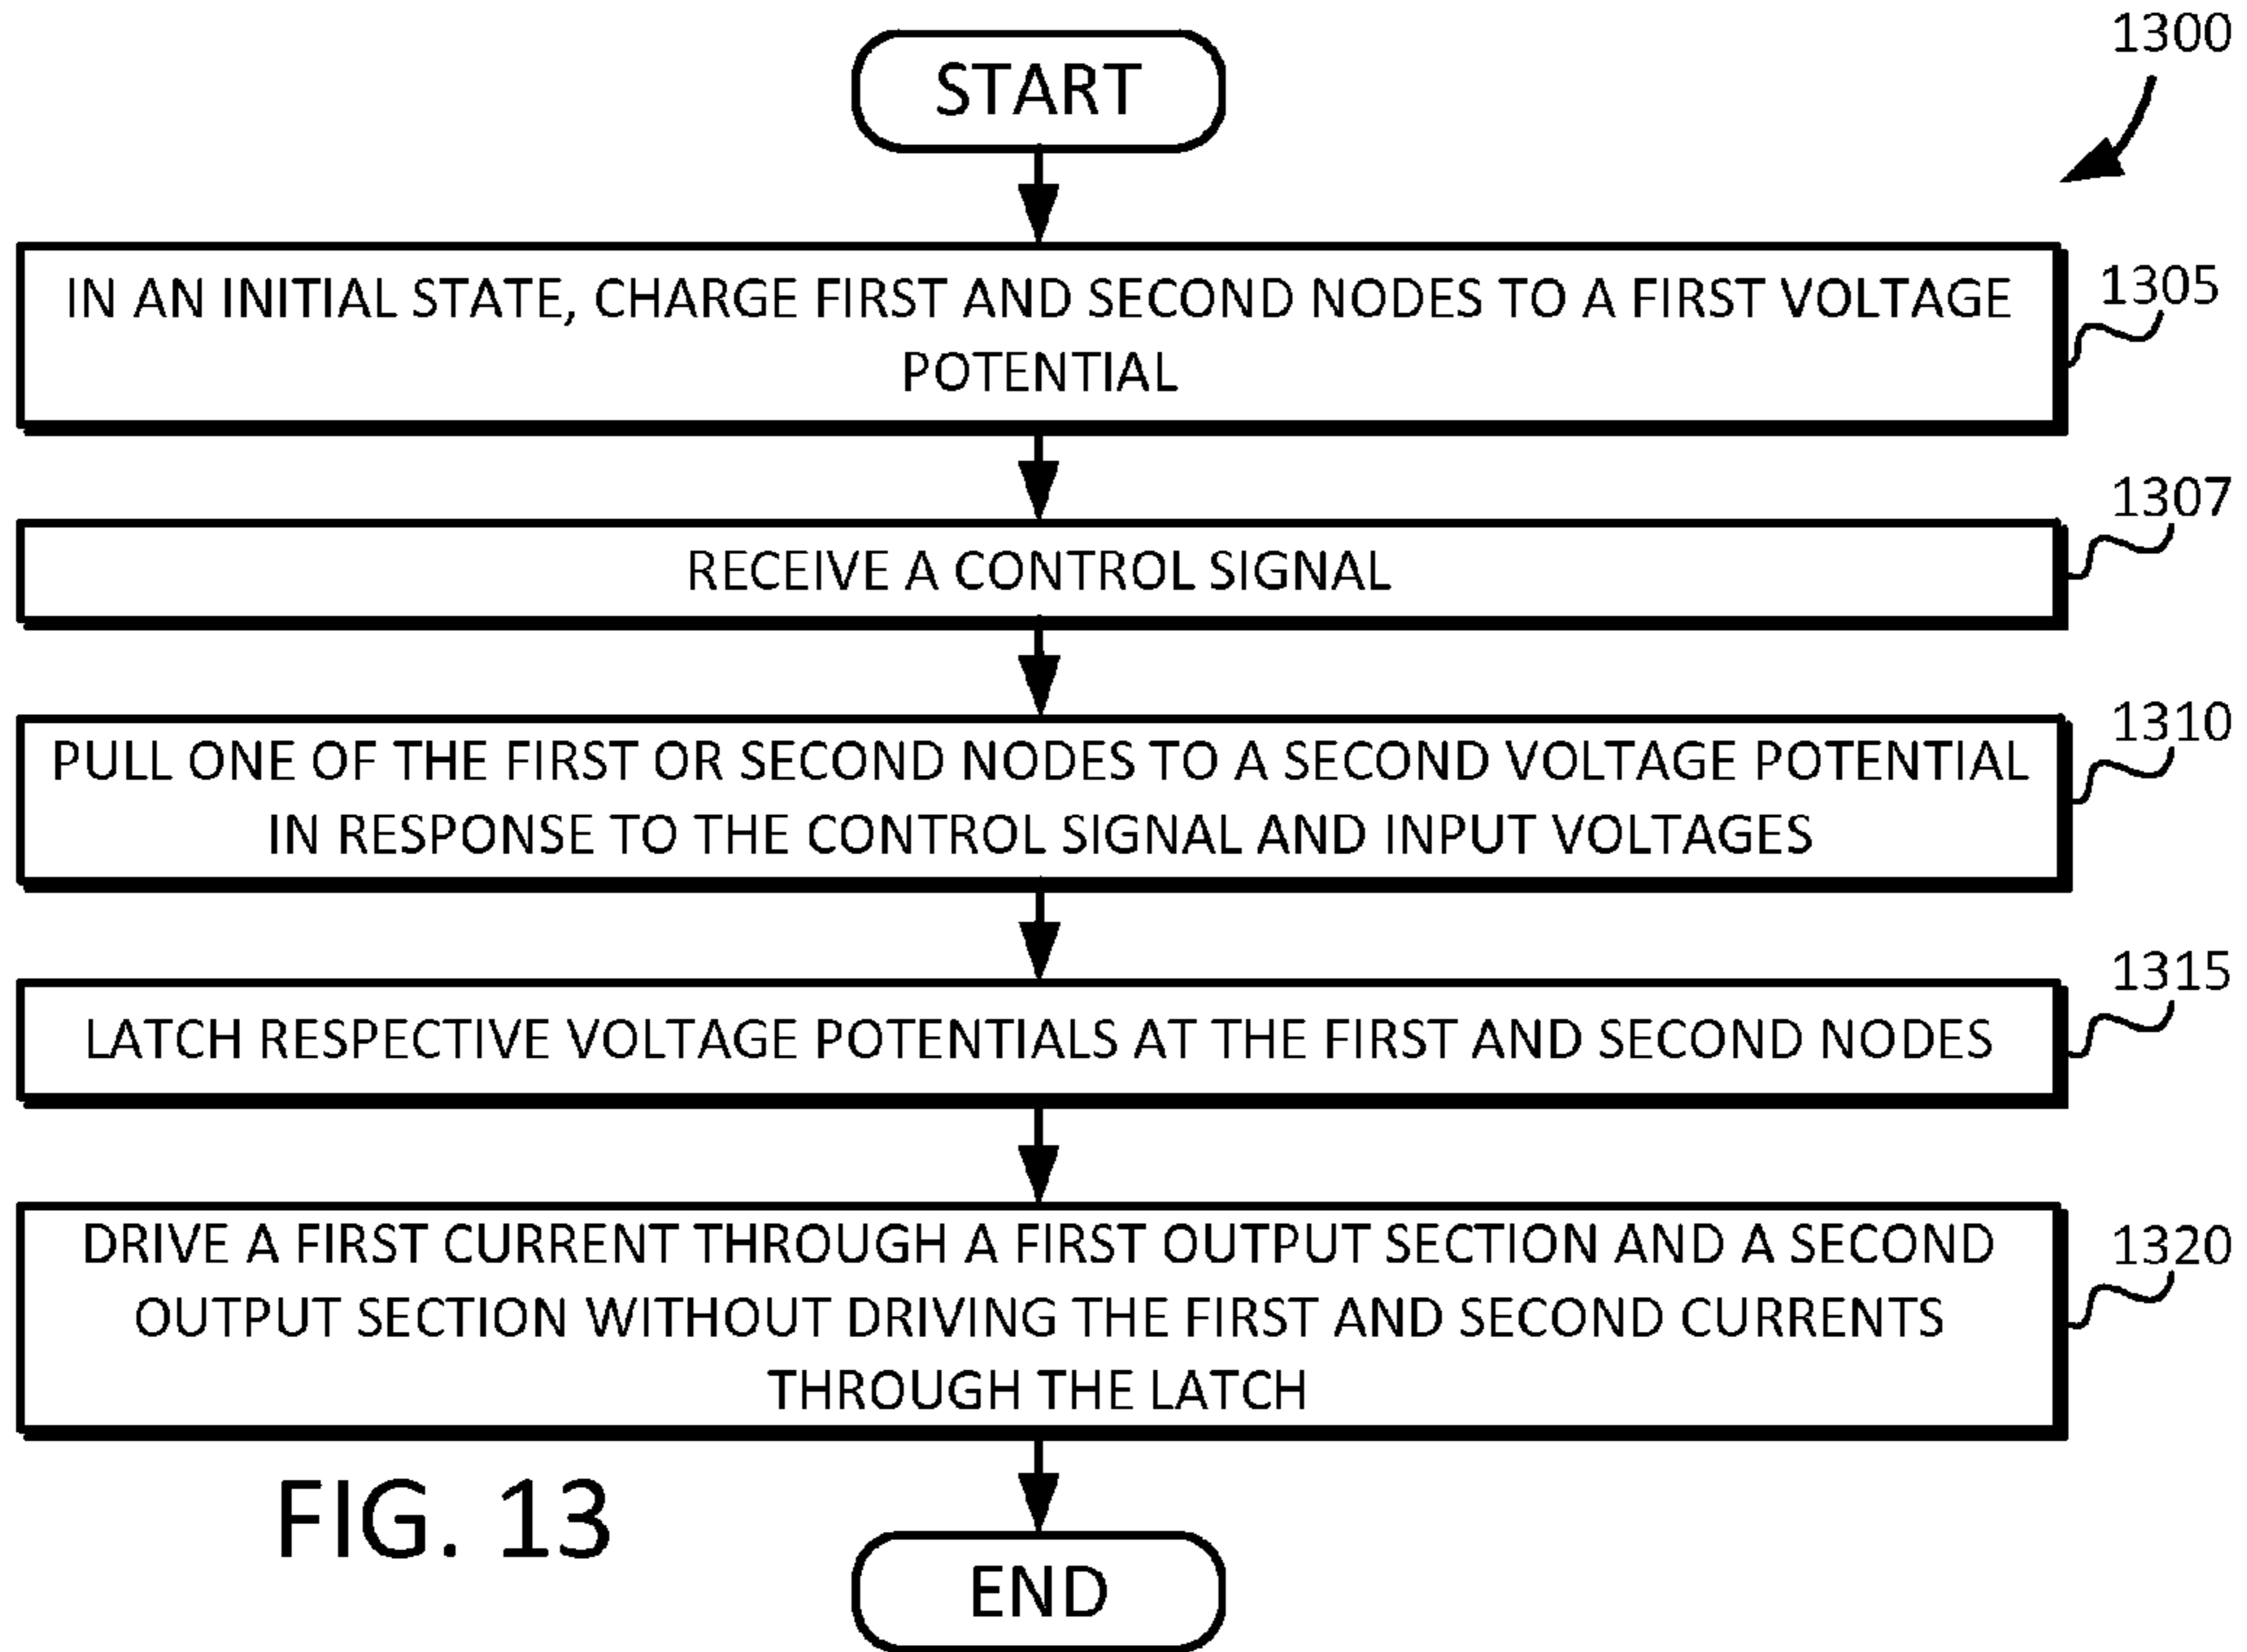 1300
START
IN AN INITIAL STATE, CHARGE FIRST AND SECOND NODES TO A FIRST VOLTAGE
POTENTIAL
1305
RECEIVE A CONTROL SIGNAL
1307
PULL ONE OF THE FIRST OR SECOND NODES TO A SECOND VOLTAGE POTENTIAL
IN RESPONSE TO THE CONTROL SIGNAL AND INPUT VOLTAGES
1310
LATCH RESPECTIVE VOLTAGE POTENTIALS AT THE FIRST AND SECOND NODES
1315
DRIVE A FIRST CURRENT THROUGH A FIRST OUTPUT SECTION AND A SECOND
OUTPUT SECTION WITHOUT DRIVING THE FIRST AND SECOND CURRENTS
THROUGH THE LATCH
1320
END
FIG. 13